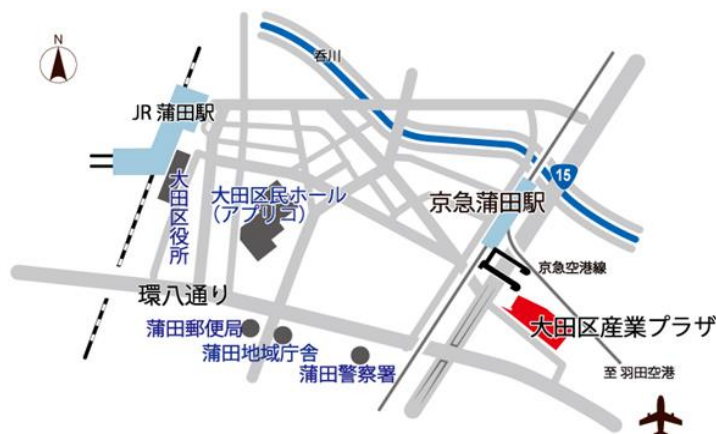 N
呑川
JR 蒲田駅
15
大田区役所
大田区民ホール
(アプリコ)
京急蒲田駅
京急空港線
環八通り
大田区産業プラザ
蒲田郵便局
蒲田地域庁舎
蒲田警察署
至 羽田空港